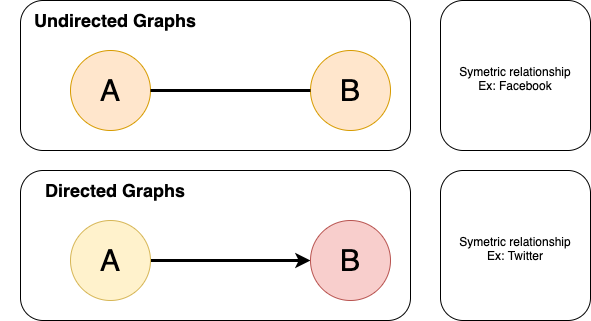 Undirected Graphs
A
B
Symetric relationship
Ex: Facebook
Directed Graphs
A
B
Symetric relationship
Ex: Twitter